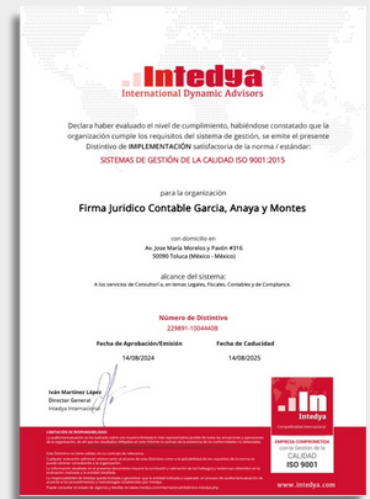 Intedya
International Dynamic Advisors
Declara haber evaluado el nivel de cumplimiento, habiéndose constatado que la
organización cumple los requisitos del sistema de gestión, se emite el presente
Distintivo de IMPLEMENTACIÓN satisfactoria de la norma / estándar:
SISTEMAS DE GESTIÓN DE LA CALIDAD ISO 9001:2015
para la organización
Firma Juridico Contable Garcia, Anaya y Montes
con domicilio en
Av. Jose María Morelos y Pavón #316
50090 Toluca (México - México)
alcance del sistema:
A los servicios de Consultoría, en temas Legales, Fiscales, Contables y de Compliance.
Número de Distintivo
229891-1004440B
Fecha de Aprobación/Emisión
Fecha de Caducidad
14/08/2024
14/08/2025
Iván Martínez López
Director General
Intedya Internacional
Intedya
Competitividad Internacional
EMPRESA COMPROMETIDA
con la Gestión de la
CALIDAD
ISO 9001
LIMITACIÓN DE RESPONSABILIDAD
www.intedya.com